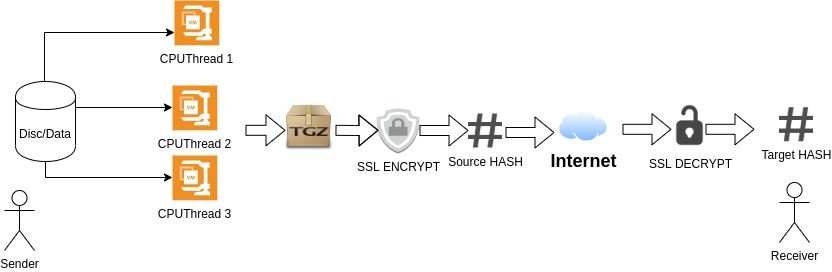 CPUThread 1
VM
Disc/Data
VM
CPUThread 2
TGZ
SSL ENCRYPT
#
Source HASH
Internet
SSL DECRYPT
#
Target HASH
VM
CPUThread 3
Sender
Receiver